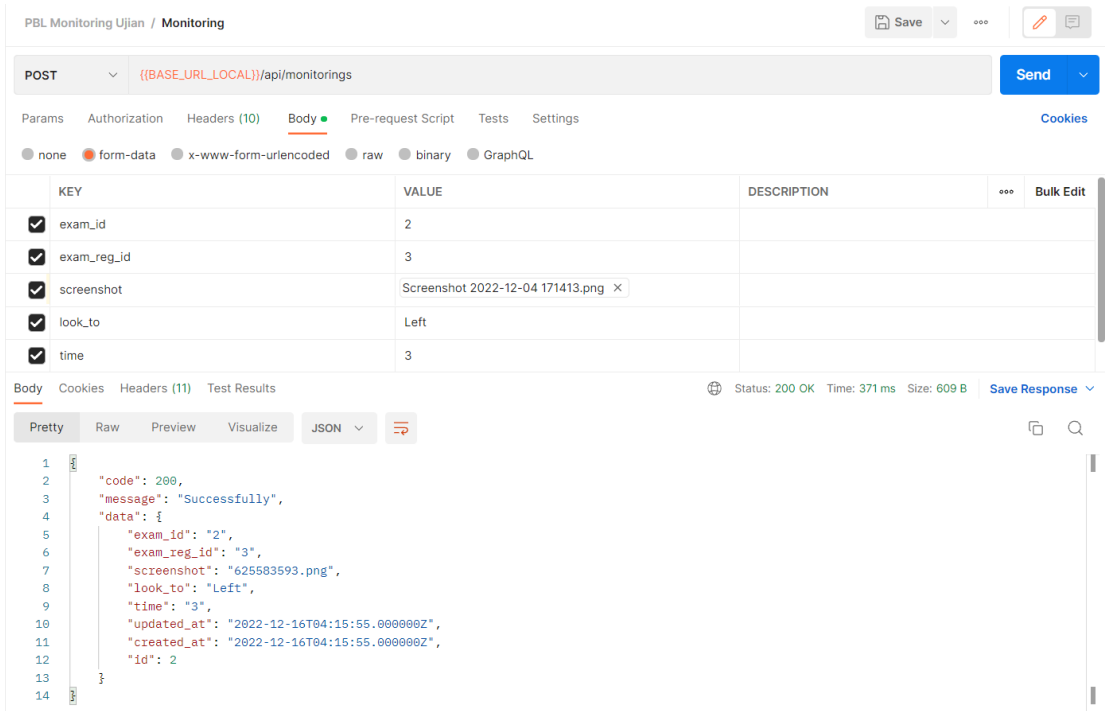 PBL Monitoring Ujian / Monitoring
Save
POST
{{BASE_URL_LOCAL}}/api/monitorings
Send
Params Authorization Headers (10) Body Pre-request Script Tests Settings Cookies
none form-data x-www-form-urlencoded raw binary GraphQL
KEY VALUE DESCRIPTION Bulk Edit
exam_id 2
exam_reg_id 3
screenshot Screenshot 2022-12-04 171413.png
look_to Left
time 3
Body Cookies Headers (11) Test Results Status: 200 OK Time: 371 ms Size: 609 B Save Response
Pretty Raw Preview Visualize JSON
1 {
2 "code": 200,
3 "message": "Successfully",
4 "data": {
5 "exam_id": "2",
6 "exam_reg_id": "3",
7 "screenshot": "625583593.png",
8 "look_to": "Left",
9 "time": "3",
10 "updated_at": "2022-12-16T04:15:55.000000Z",
11 "created_at": "2022-12-16T04:15:55.000000Z",
12 "id": 2
13 }
14 }